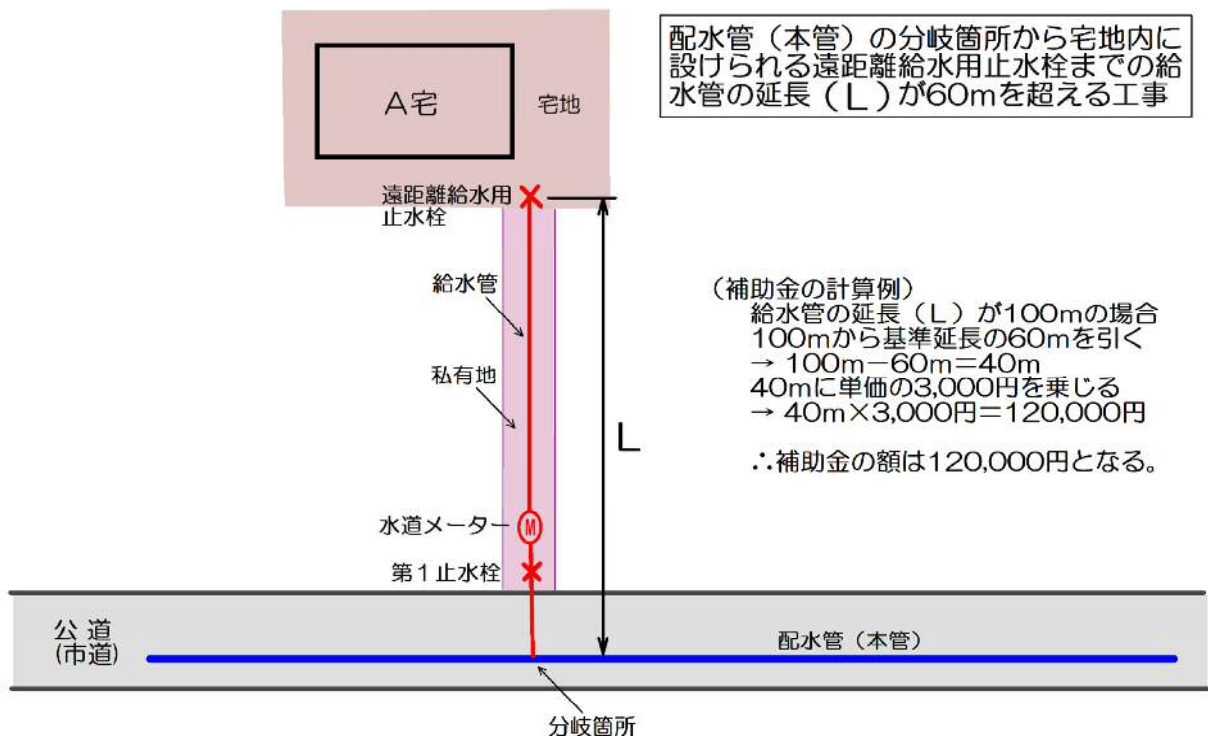 配水管（本管）の分岐箇所から宅地内に
設けられる遠距離給水用止水栓までの給
水管の延長（L）が60mを超える工事
A宅
宅地
遠距離給水用
止水栓
給水管
私有地
L
水道メーター
M
第1止水栓
（補助金の計算例）
給水管の延長（L）が100mの場合
100mから基準延長の60mを引く
→ 100m－60m＝40m
40mに単価の3,000円を乗じる
→ 40m×3,000円＝120,000円
∴補助金の額は120,000円となる。
公道
(市道)
配水管（本管）
分岐箇所